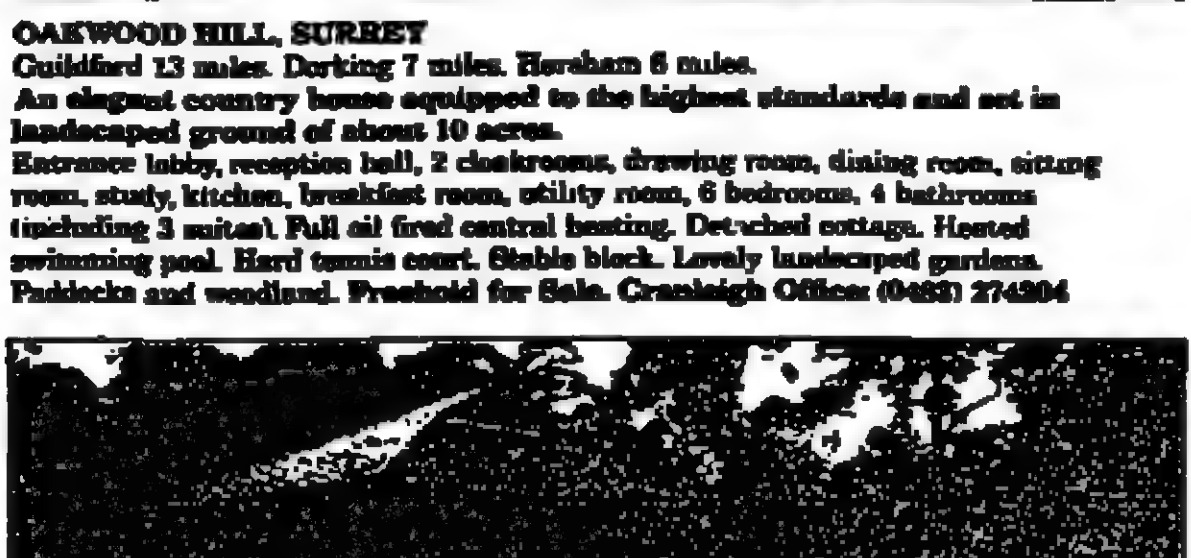 OAKWOOD HILL, SURREY
Guildford 13 miles. Dorking 7 miles. Horsham 6 miles.
An elegant country house equipped to the highest standards and set in
landscaped ground of about 10 acres.
Entrance lobby, reception hall, 2 cloakrooms, drawing room, dining room, sitting
room, study, kitchen, breakfast room, utility room, 6 bedrooms, 4 bathrooms
(including 3 suites). Full oil fired central heating. Detached cottage. Heated
swimming pool. Hard tennis court. Stable block. Lovely landscaped gardens.
Paddocks and woodland. Freehold for Sale. Cranleigh Office: (0483) 274304